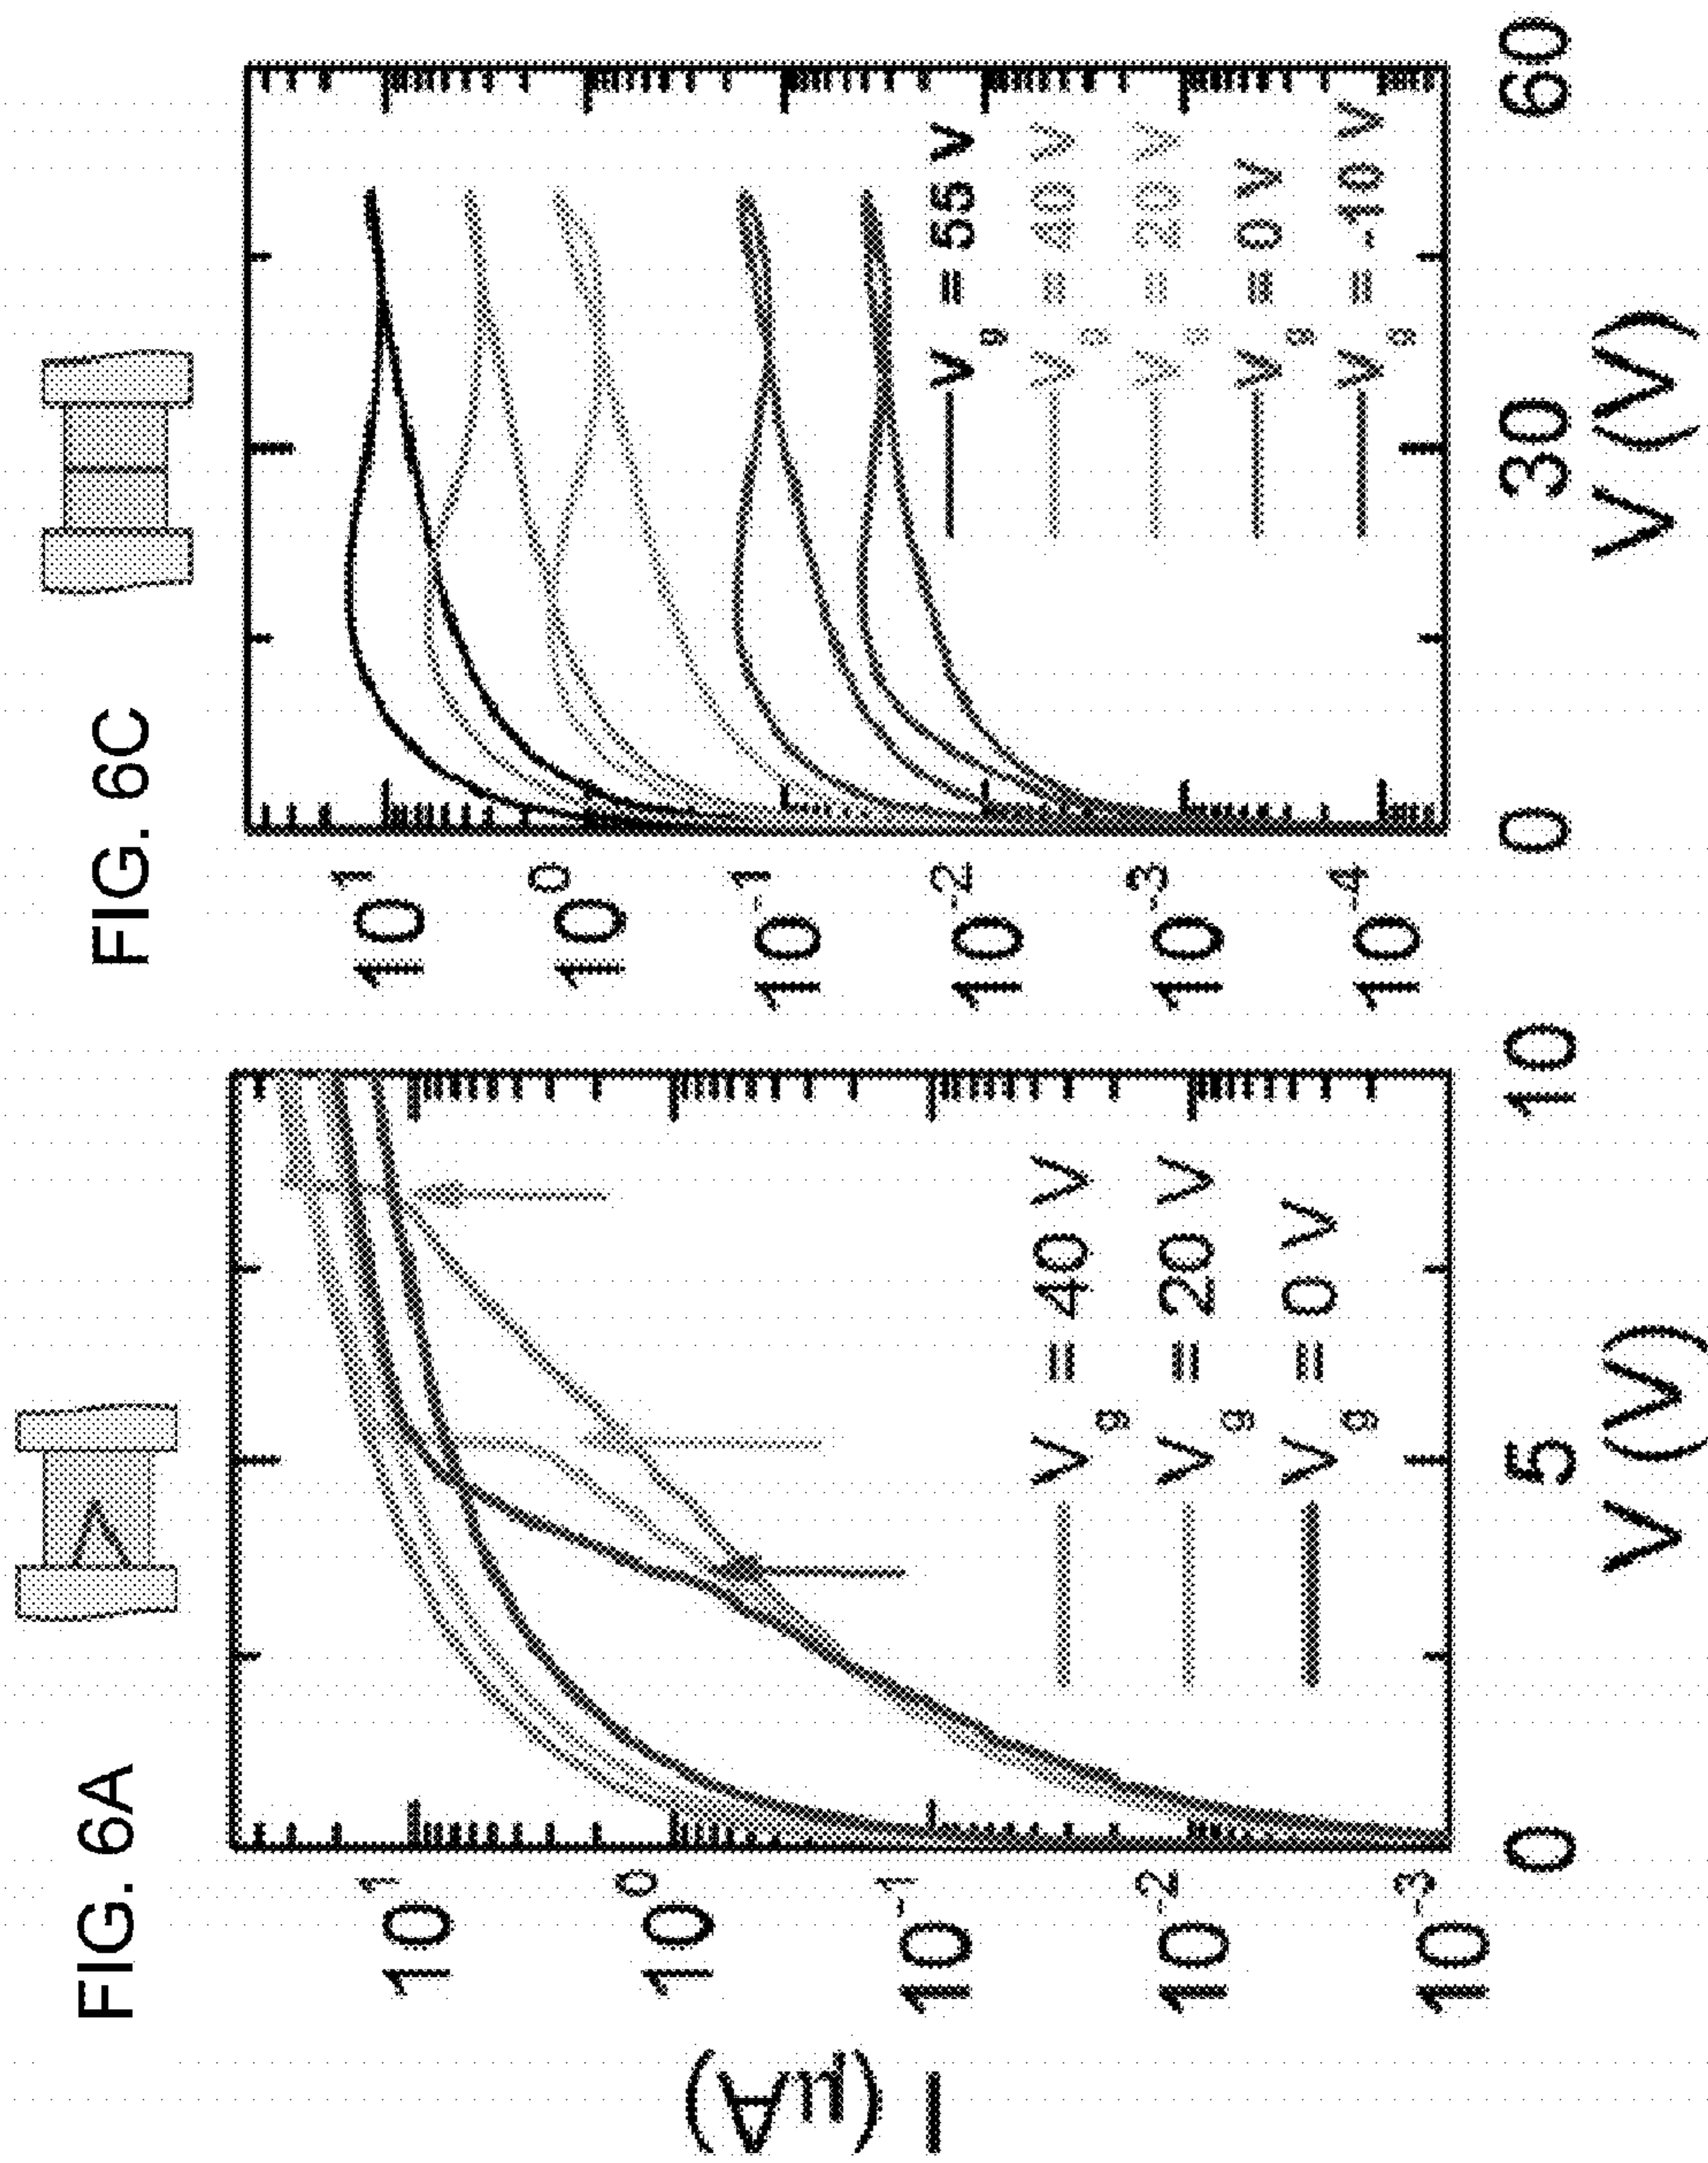 FIG. 6A
I (µA)
10^1
10^0
10^-1
10^-2
10^-3
V_g = 40 V
V_g = 20 V
V_g = 0 V
0
5
10
V (V)
FIG. 6C
10^1
10^0
10^-1
10^-2
10^-3
10^-4
V_g = 55 V
V_g = 40 V
V_g = 20 V
V_g = 0 V
V_g = -10 V
0
30
60
V (V)